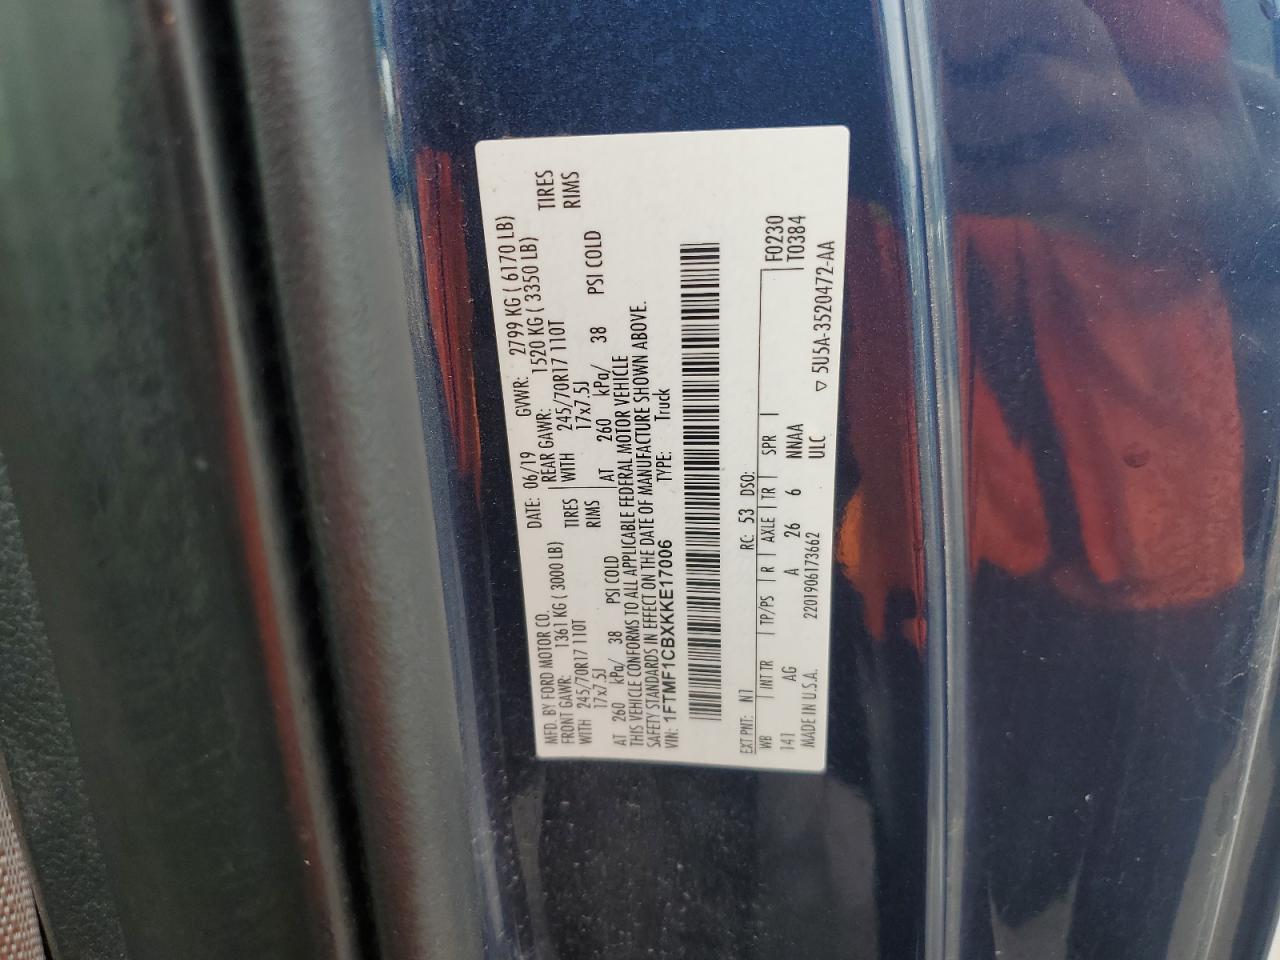 MFD. BY FORD MOTOR CO. DATE: 06/19 GVWR: 2799 KG ( 6170 LB)
FRONT GAWR: 1361 KG ( 3000 LB) REAR GAWR: 1520 KG ( 3350 LB)
WITH 245/70R17 110T TIRES WITH 245/70R17 110T TIRES
17x7.5J RIMS 17x7.5J RIMS
AT 260 kPa/ 38 PSI COLD AT 260 kPa/ 38 PSI COLD
THIS VEHICLE CONFORMS TO ALL APPLICABLE FEDERAL MOTOR VEHICLE
SAFETY STANDARDS IN EFFECT ON THE DATE OF MANUFACTURE SHOWN ABOVE.
VIN: 1FTMF1CBXKKE17006 TYPE: Truck
EXT PNT: N1 RC: 53 DSO: F0230
WB INT TR TP/PS R AXLE TR SPR T0384
141 AG A 26 6 NNAA
MADE IN U.S.A. 2201906173662 ULC ▽ 5U5A-3520472-AA